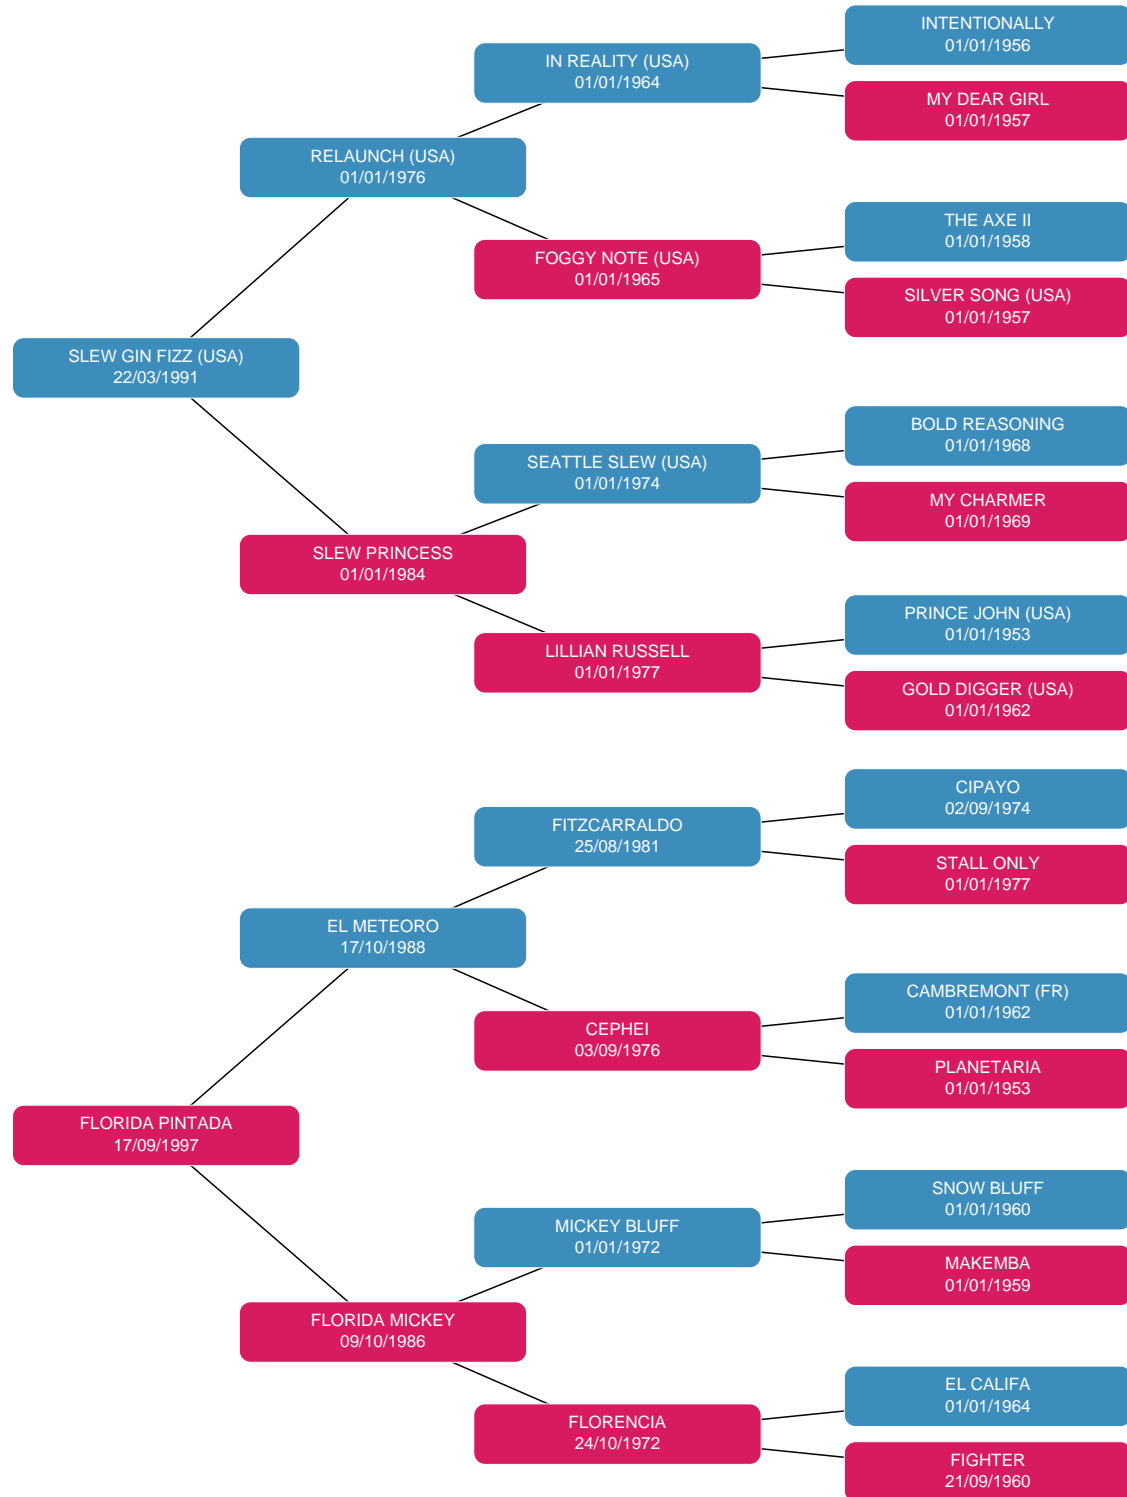 INTENTIONALLY
01/01/1956
IN REALITY (USA)
01/01/1964
MY DEAR GIRL
01/01/1957
RELAUNCH (USA)
01/01/1976
THE AXE II
01/01/1958
FOGGY NOTE (USA)
01/01/1965
SILVER SONG (USA)
01/01/1957
SLEW GIN FIZZ (USA)
22/03/1991
BOLD REASONING
01/01/1968
SEATTLE SLEW (USA)
01/01/1974
MY CHARMER
01/01/1969
SLEW PRINCESS
01/01/1984
PRINCE JOHN (USA)
01/01/1953
LILLIAN RUSSELL
01/01/1977
GOLD DIGGER (USA)
01/01/1962
CIPAYO
02/09/1974
FITZCARRALDO
25/08/1981
STALL ONLY
01/01/1977
EL METEORO
17/10/1988
CAMBREMONT (FR)
01/01/1962
CEPHEI
03/09/1976
PLANETARIA
01/01/1953
FLORIDA PINTADA
17/09/1997
SNOW BLUFF
01/01/1960
MICKEY BLUFF
01/01/1972
MAKEMBA
01/01/1959
FLORIDA MICKEY
09/10/1986
EL CALIFA
01/01/1964
FLORENCIA
24/10/1972
FIGHTER
21/09/1960